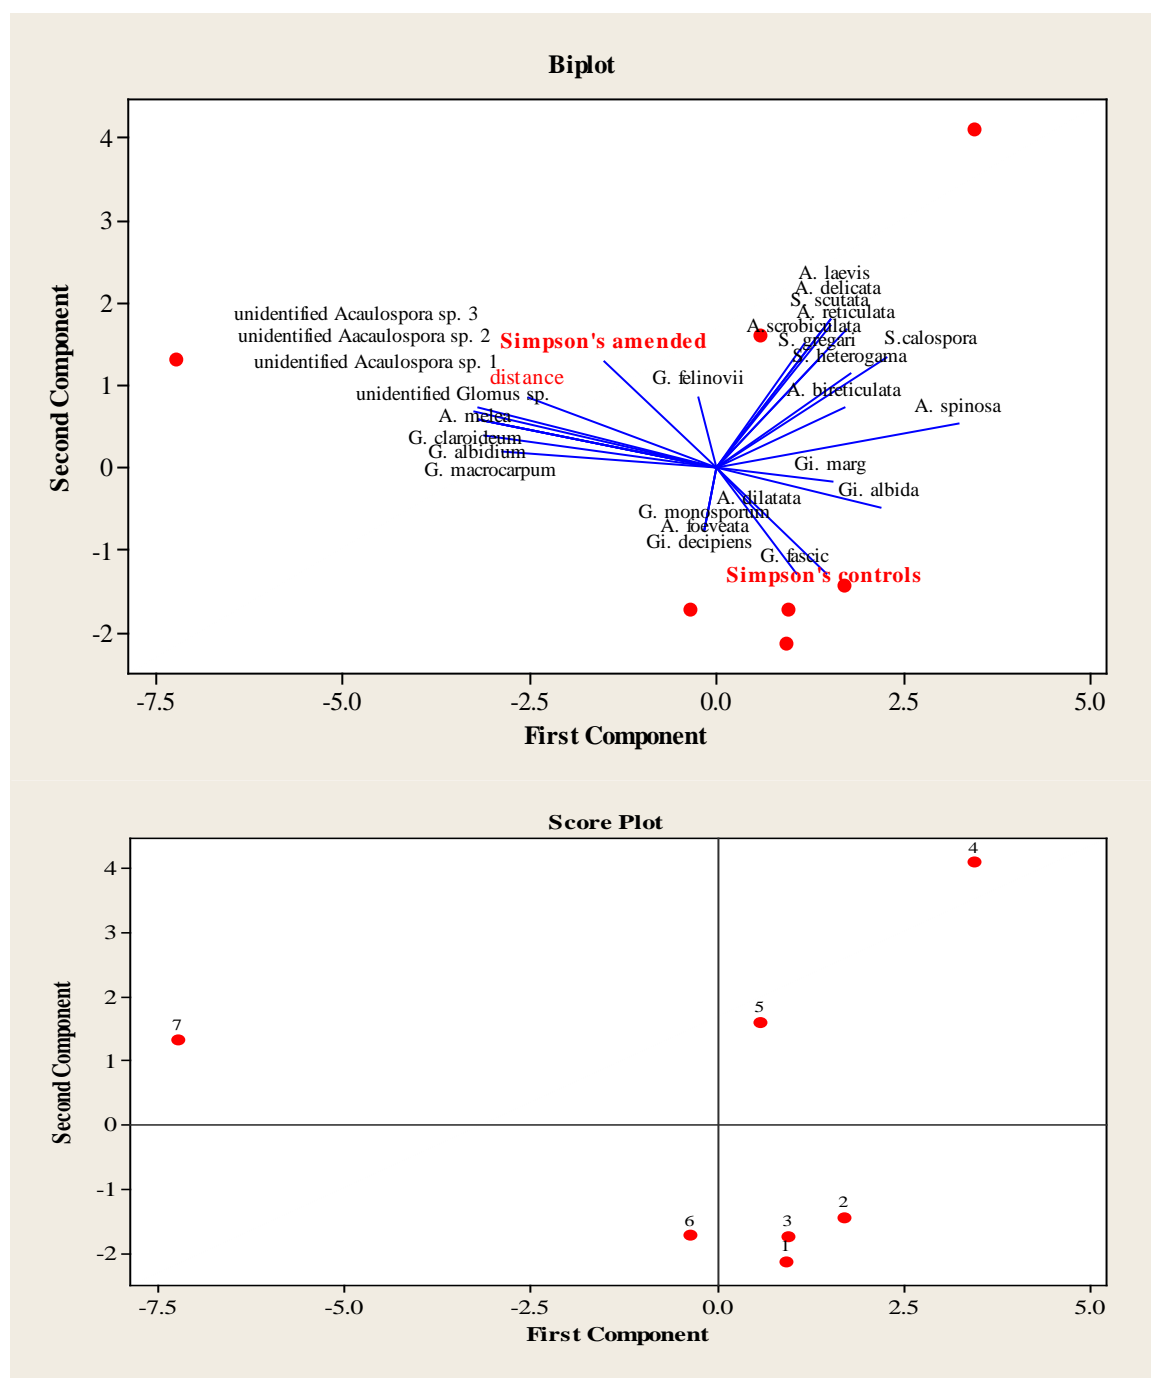 Biplot
4
3
2
1
0
-1
-2
Second Component
A. laevis
A. delicata
S. scutata
A. reticulata
unidentified Acaulospora sp. 3
A.scrobiculata
unidentified Aacaulospora sp. 2
Simpson's amended
S. gregari
S.calospora
unidentified Acaulospora sp. 1
S. heterogama
distance
G. felinovii
unidentified Glomus sp.
A. bireticulata
A. spinosa
A. melea
G. claroideum
G. albidium
G. macrocarpum
Gi. marg
Gi. albida
A. dilatata
G. monosporum
A. foeveata
Gi. decipiens
G. fascic
Simpson's controls
-7.5 -5.0 -2.5 0.0 2.5 5.0
First Component
Score Plot
4
3
2
1
0
-1
-2
Second Component
4
5
7
2
6
3
1
-7.5 -5.0 -2.5 0.0 2.5 5.0
First Component